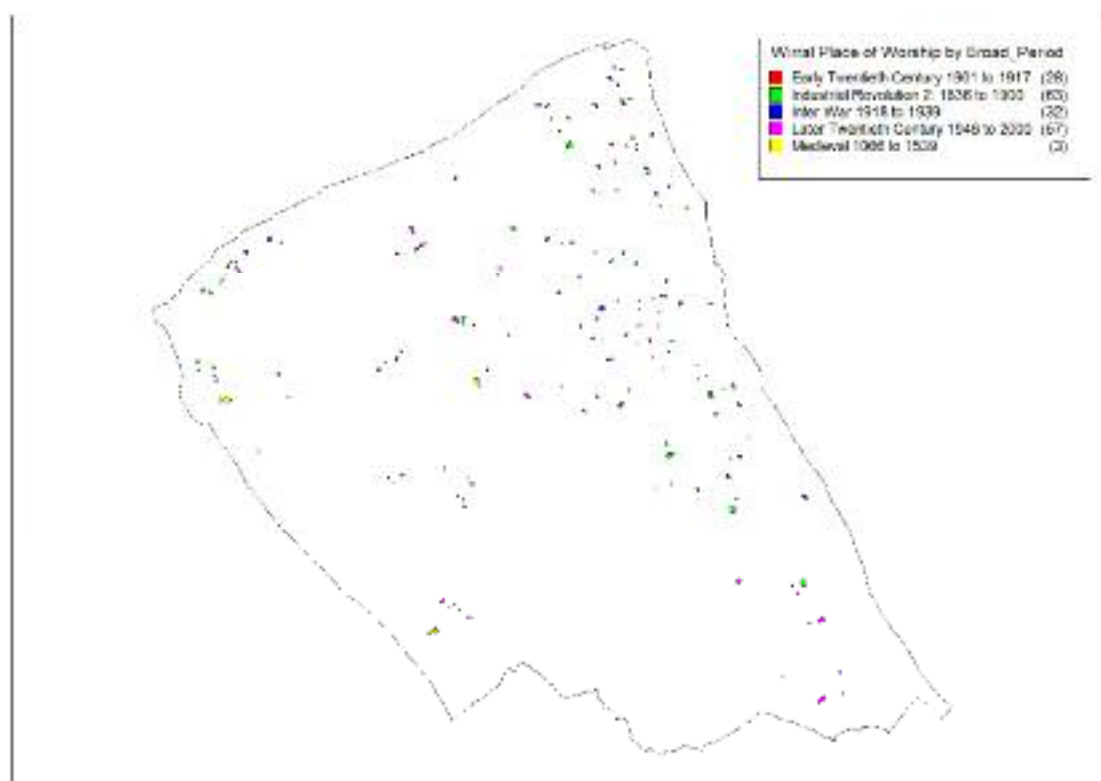 Wirral Place of Worship by Broad_Period
Early Twentieth Century 1901 to 1917 (28)
Industrial Revolution 2: 1836 to 1900 (63)
Inter War 1918 to 1939 (32)
Later Twentieth Century 1946 to 2000 (67)
Medieval 1066 to 1539 (3)